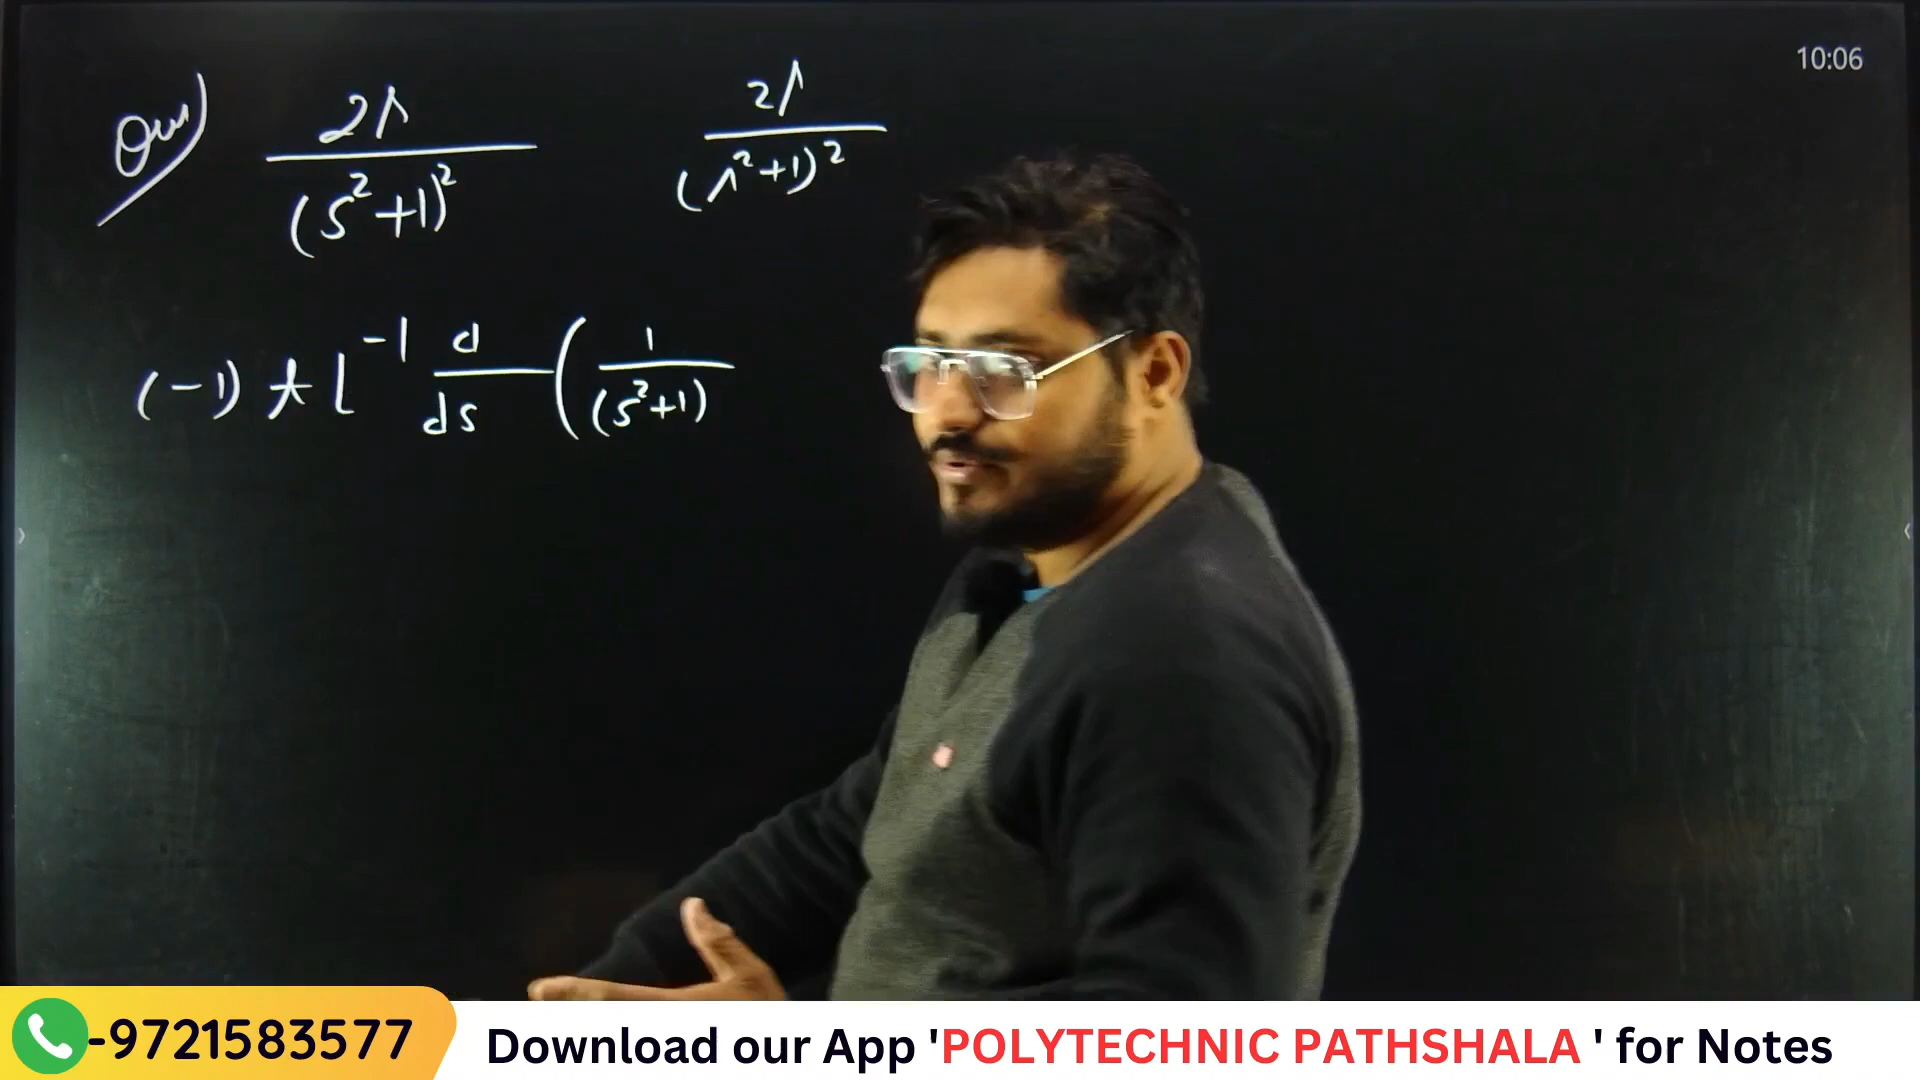 10:06
Que) 2s/(s²+1)² 2s/(s²+1)²
(-1) * L⁻¹ d/ds (1/(s²+1)
-9721583577 Download our App 'POLYTECHNIC PATHSHALA ' for Notes